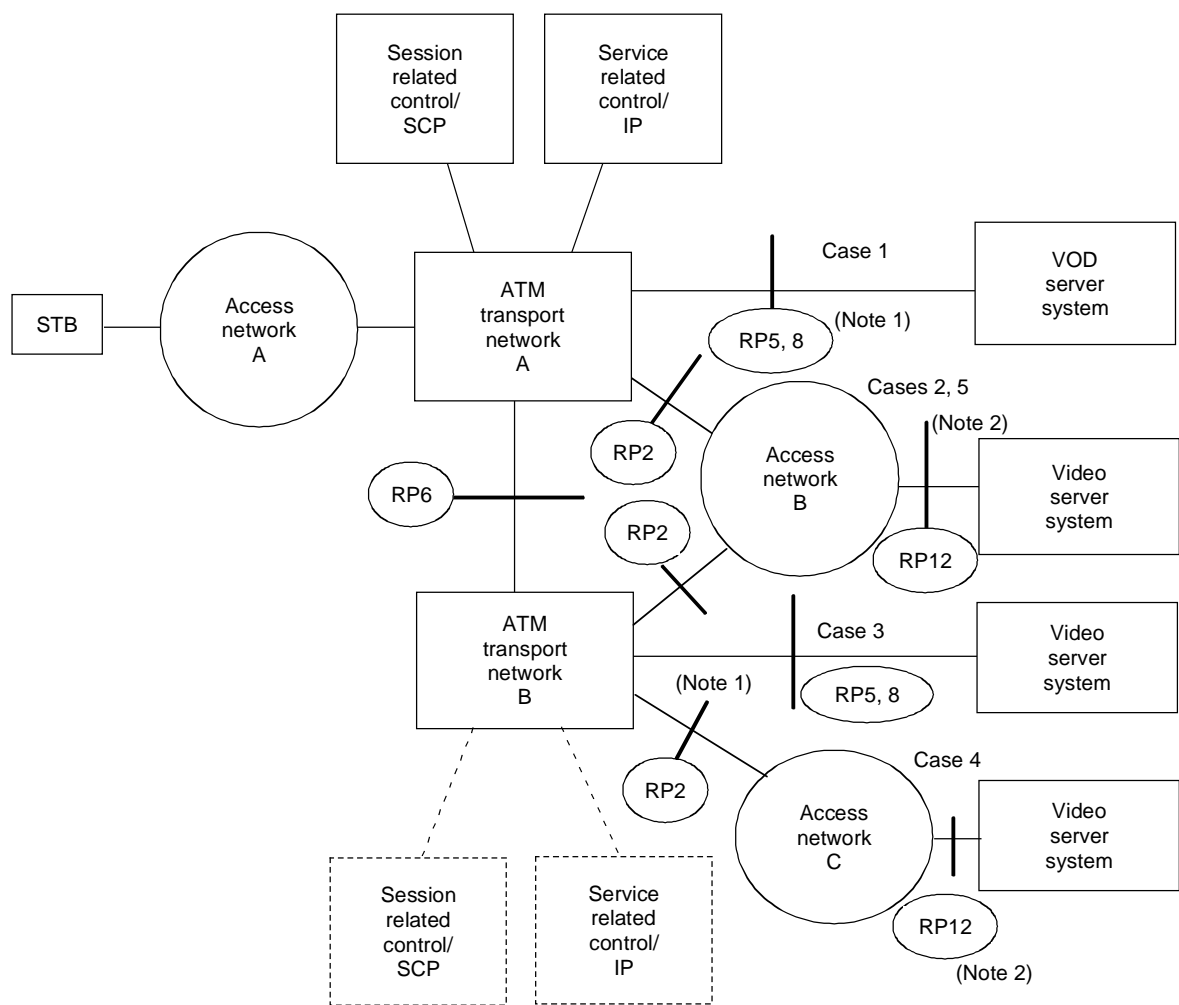 Session
related
control/
SCP
Service
related
control/
IP
Case 1
VOD
server
system
STB
Access
network
A
ATM
transport
network
A
(Note 1)
RP5, 8
RP2
Cases 2, 5
(Note 2)
Access
network
B
Video
server
system
RP6
RP2
RP12
ATM
transport
network
B
Case 3
Video
server
system
(Note 1)
RP5, 8
RP2
Case 4
Access
network
C
Video
server
system
Session
related
control/
SCP
Service
related
control/
IP
RP12
(Note 2)